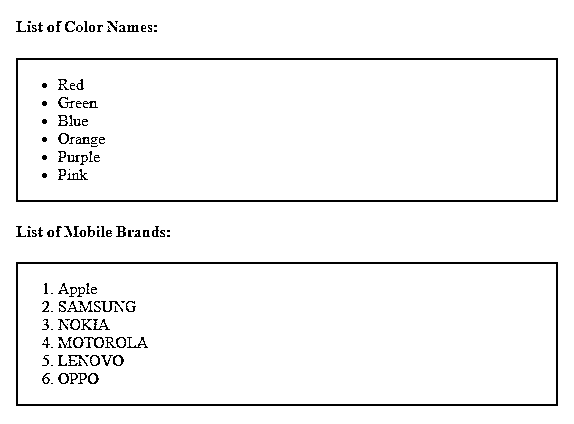 List of Color Names:
• Red
• Green
• Blue
• Orange
• Purple
• Pink
List of Mobile Brands:
1. Apple
2. SAMSUNG
3. NOKIA
4. MOTOROLA
5. LENOVO
6. OPPO